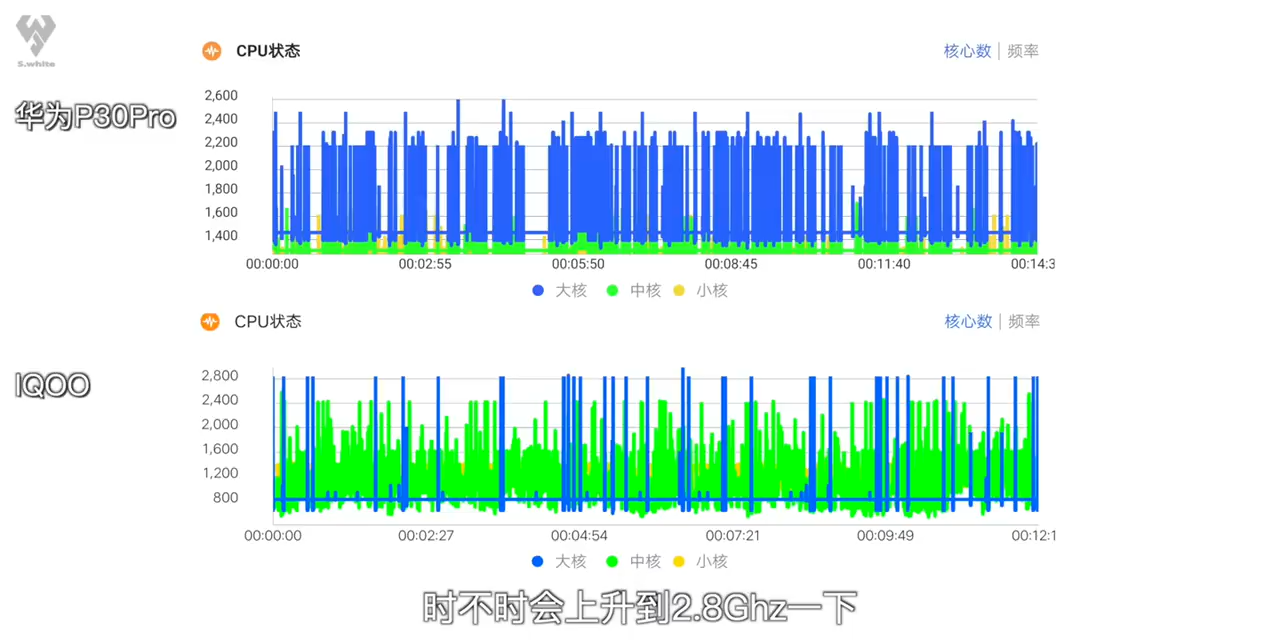 S.white
CPU状态
核心数 | 频率
华为P30Pro
2,600
2,400
2,200
2,000
1,800
1,600
1,400
00:00:00 00:02:55 00:05:50 00:08:45 00:11:40 00:14:3
大核 中核 小核
CPU状态
核心数 | 频率
IQOO
2,800
2,400
2,000
1,600
1,200
800
00:00:00 00:02:27 00:04:54 00:07:21 00:09:49 00:12:1
大核 中核 小核
时不时会上升到2.8Ghz一下